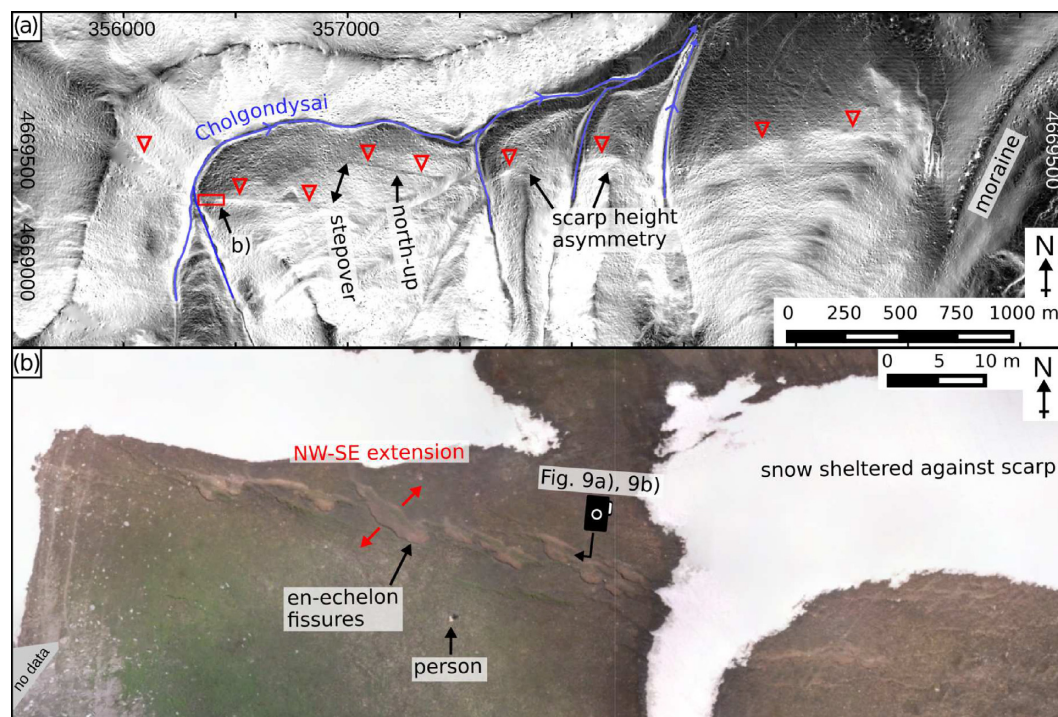 (a)
356000
357000
Cholgondysai
4669500
4669000
4669500
b)
stepover
north-up
scarp height
asymmetry
moraine
N
0 250 500 750 1000 m
(b)
0 5 10 m
N
NW-SE extension
Fig. 9a), 9b)
snow sheltered against scarp
en-echelon
fissures
person
no data